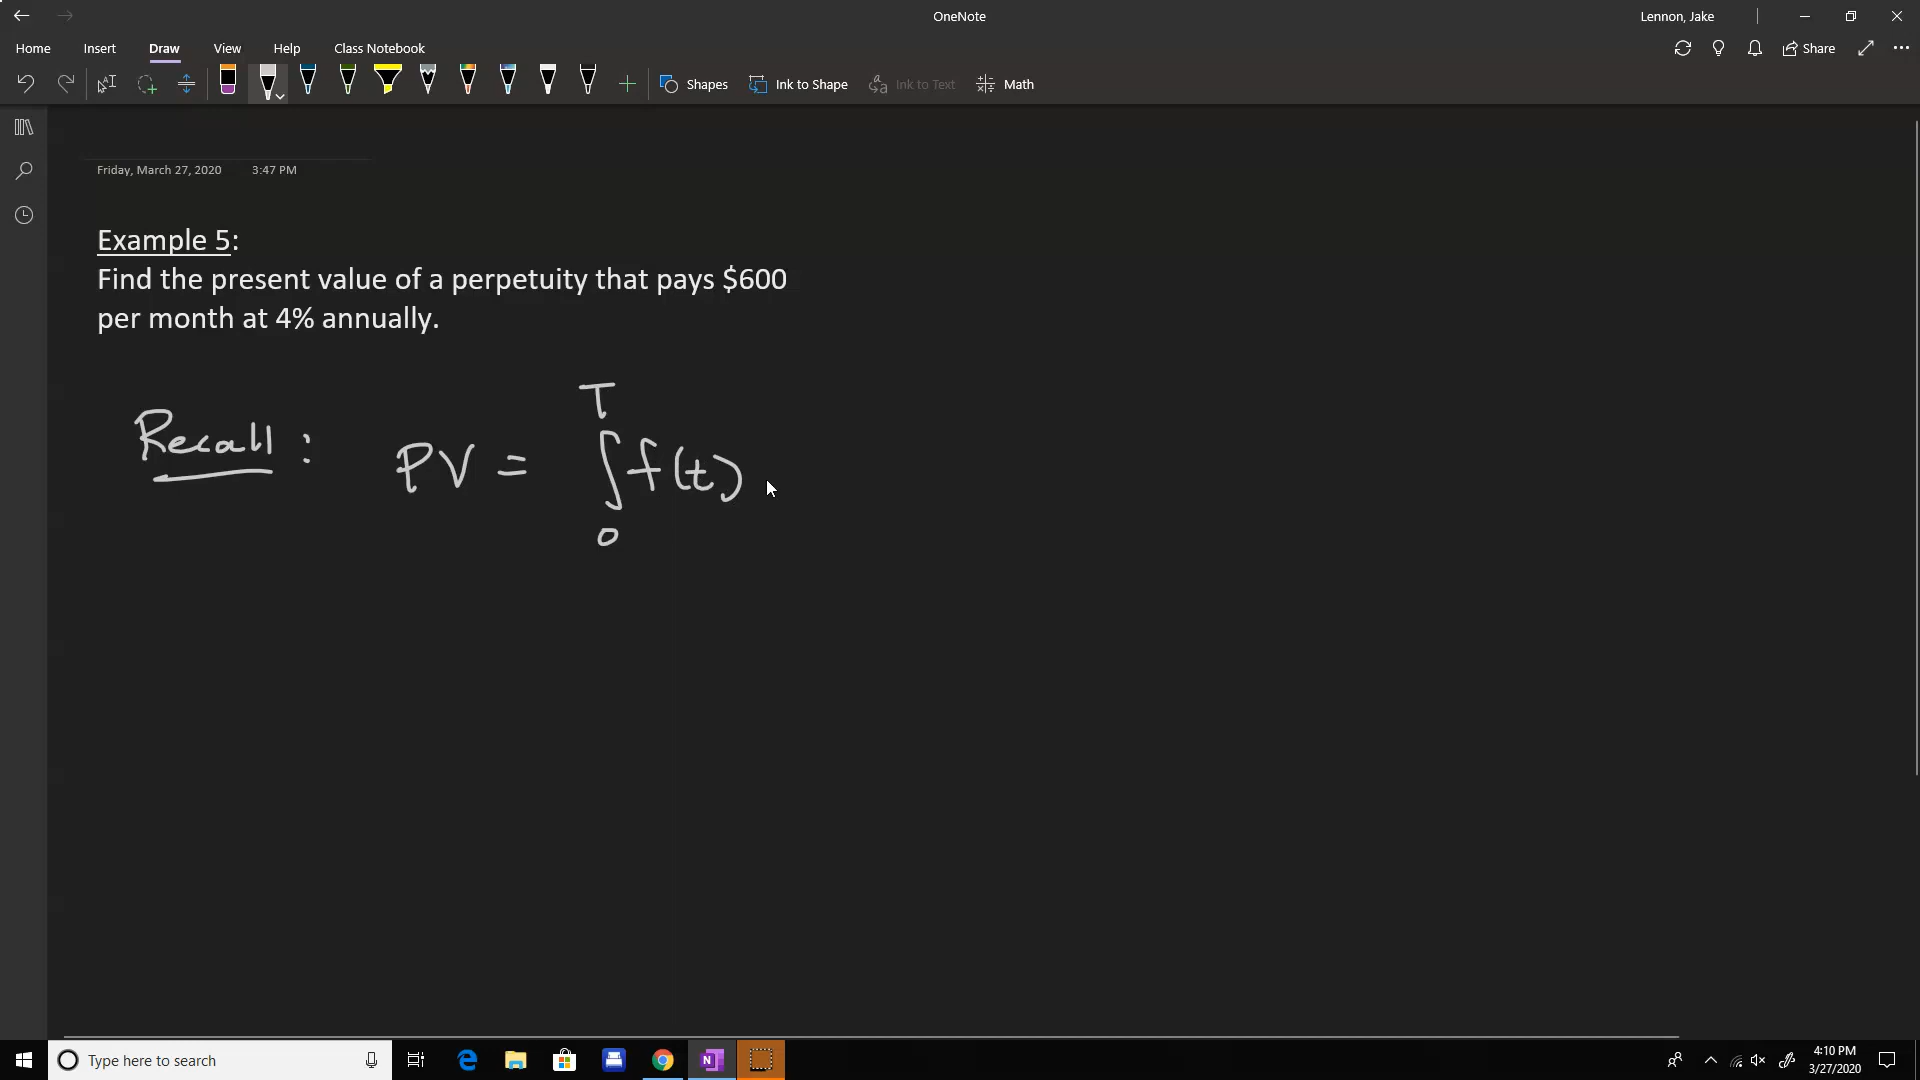 OneNote
Lennon, Jake
Home Insert Draw View Help Class Notebook
Share
Shapes Ink to Shape Ink to Text Math
Friday, March 27, 2020 3:47 PM
Example 5:
Find the present value of a perpetuity that pays $600
per month at 4% annually.
Recall: PV = ∫₀ᵀ f(t)
Type here to search
4:10 PM
3/27/2020